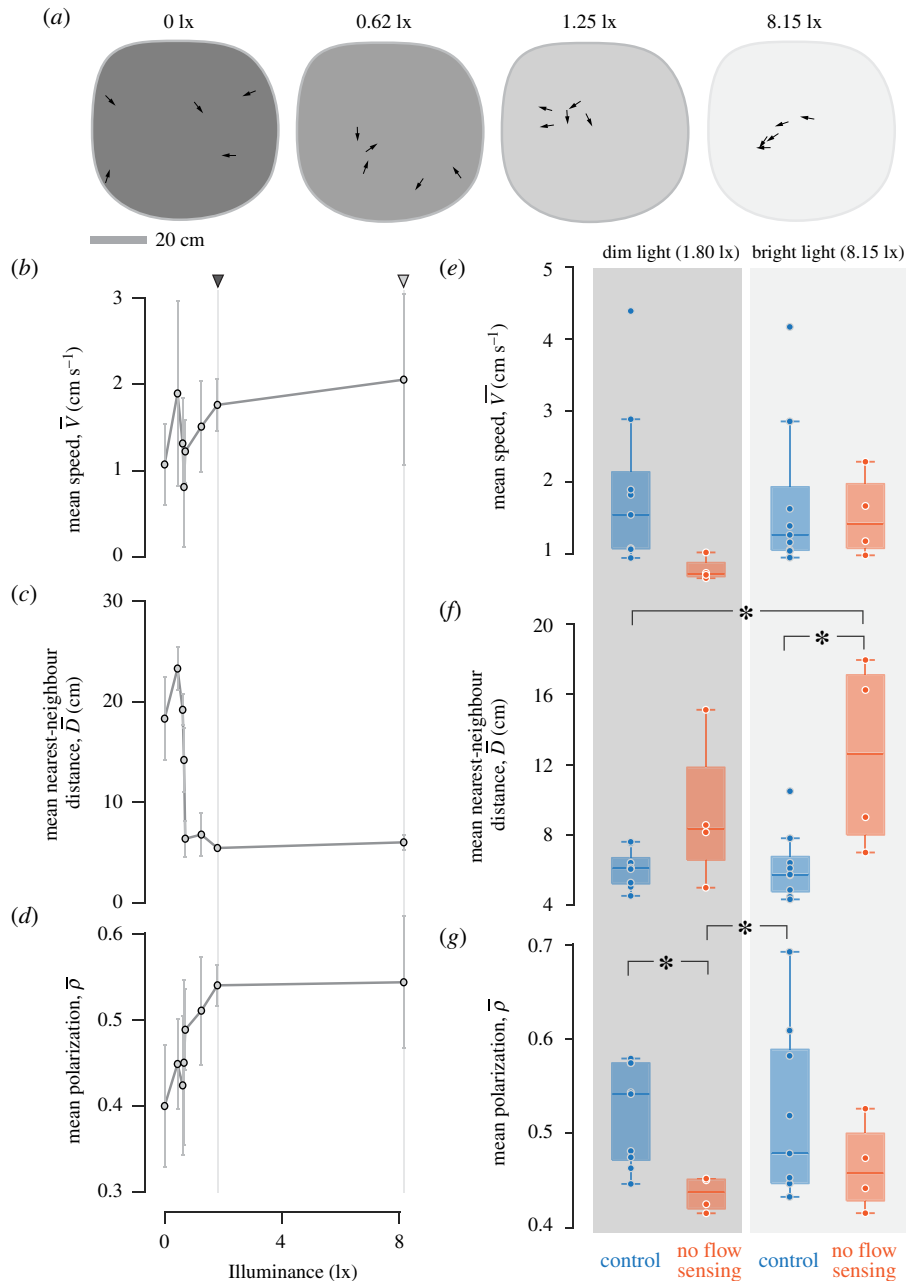 (a)
0 lx
0.62 lx
1.25 lx
8.15 lx
20 cm
(b)
mean speed, V̅ (cm s⁻¹)
3
2
1
0
(c)
mean nearest-neighbour
distance, D̅ (cm)
30
20
10
0
(d)
mean polarization, ρ̅
0.6
0.5
0.4
0.3
0
4
8
Illuminance (lx)
dim light (1.80 lx)
bright light (8.15 lx)
(e)
mean speed, V̅ (cm s⁻¹)
5
4
3
2
1
(f)
mean nearest-neighbour
distance, D̅ (cm)
20
16
12
8
4
*
*
(g)
mean polarization, ρ̅
0.7
0.6
0.5
0.4
*
*
control
no flow
sensing
control
no flow
sensing